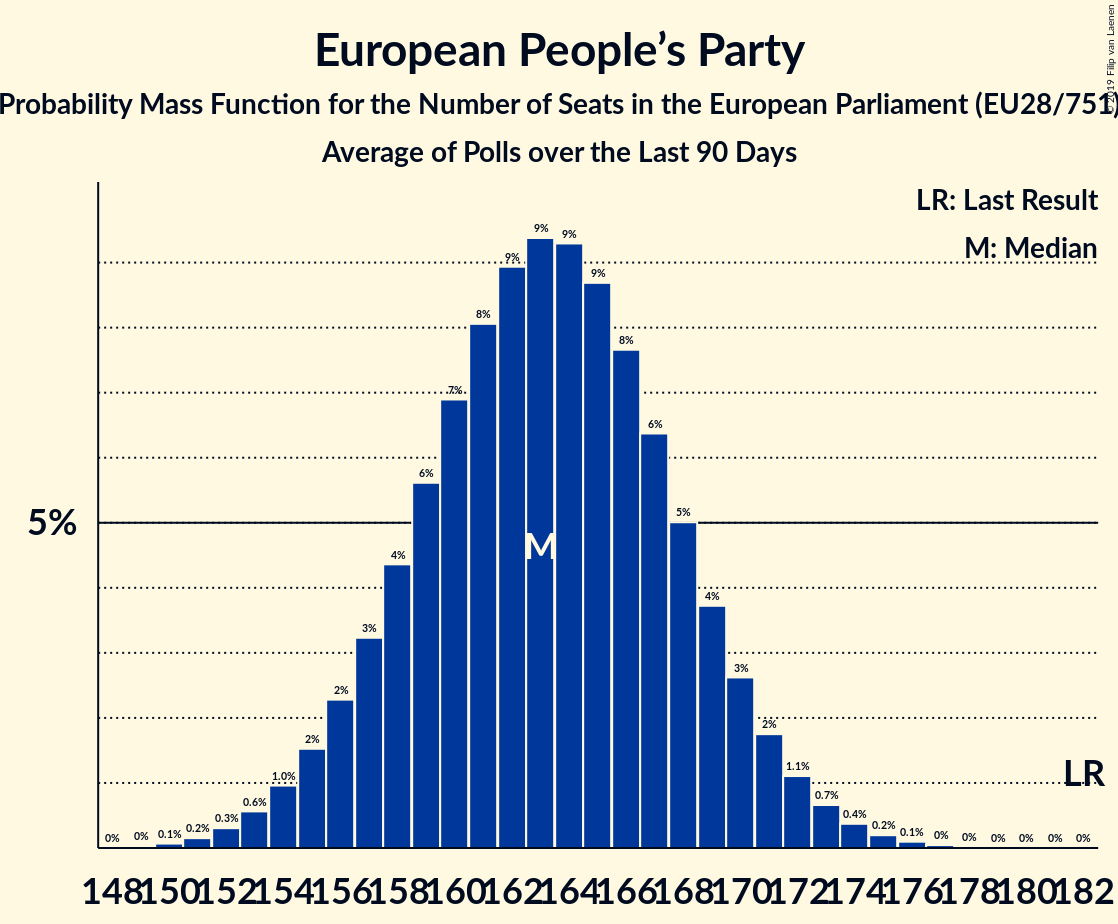 European People's Party
Probability Mass Function for the Number of Seats in the European Parliament (EU28/751)
Average of Polls over the Last 90 Days
© 2019 Filip van Laenen
LR: Last Result
M: Median
5%
0% 0% 0.1% 0.2% 0.3% 0.6% 1.0% 2% 2% 3% 4% 6% 7% 8% 9% 9% 9% 9% 8% 6% 5% 4% 3% 2% 1.1% 0.7% 0.4% 0.2% 0.1% 0% 0% 0% 0% 0% 0%
M
LR
148 150 152 154 156 158 160 162 164 166 168 170 172 174 176 178 180 182